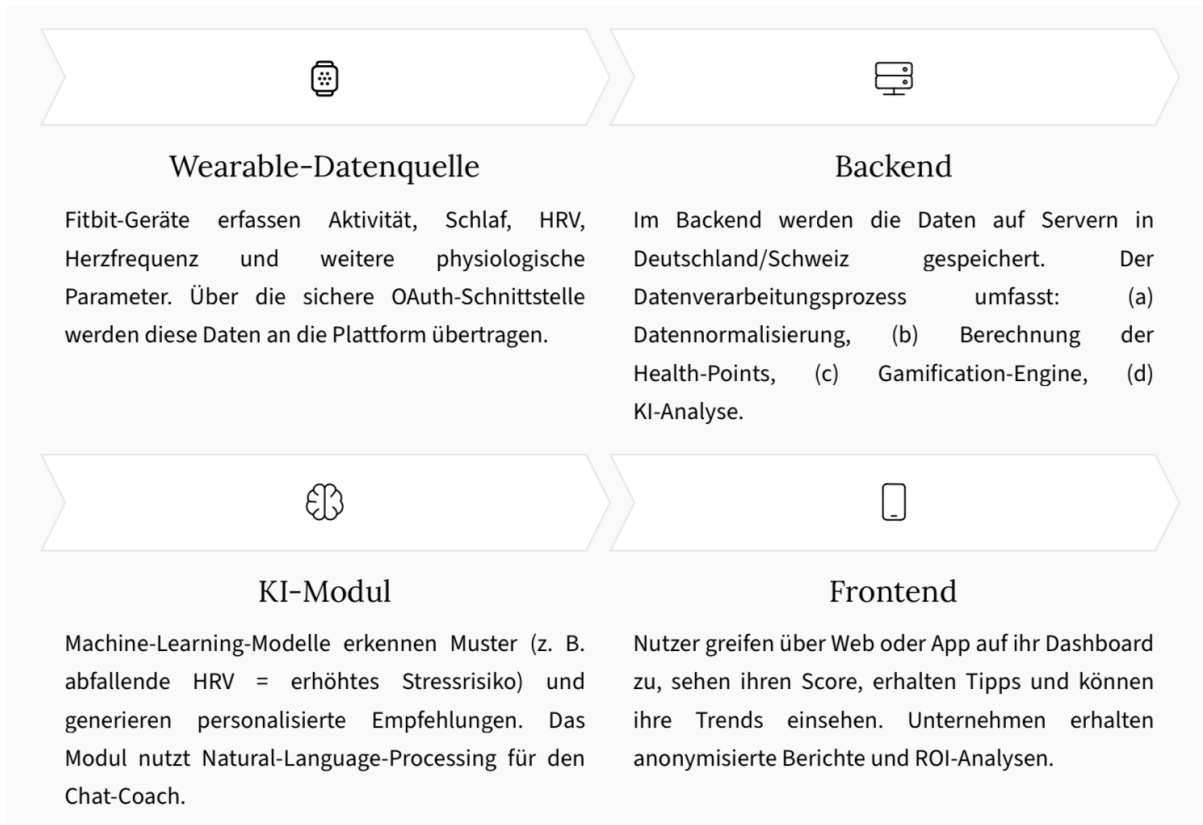 Wearable-Datenquelle
Fitbit-Geräte erfassen Aktivität, Schlaf, HRV,
Herzfrequenz und weitere physiologische
Parameter. Über die sichere OAuth-Schnittstelle
werden diese Daten an die Plattform übertragen.
Backend
Im Backend werden die Daten auf Servern in
Deutschland/Schweiz gespeichert. Der
Datenverarbeitungsprozess umfasst: (a)
Datennormalisierung, (b) Berechnung der
Health-Points, (c) Gamification-Engine, (d)
KI-Analyse.
KI-Modul
Machine-Learning-Modelle erkennen Muster (z. B.
abfallende HRV = erhöhtes Stressrisiko) und
generieren personalisierte Empfehlungen. Das
Modul nutzt Natural-Language-Processing für den
Chat-Coach.
Frontend
Nutzer greifen über Web oder App auf ihr Dashboard
zu, sehen ihren Score, erhalten Tipps und können
ihre Trends einsehen. Unternehmen erhalten
anonymisierte Berichte und ROI-Analysen.